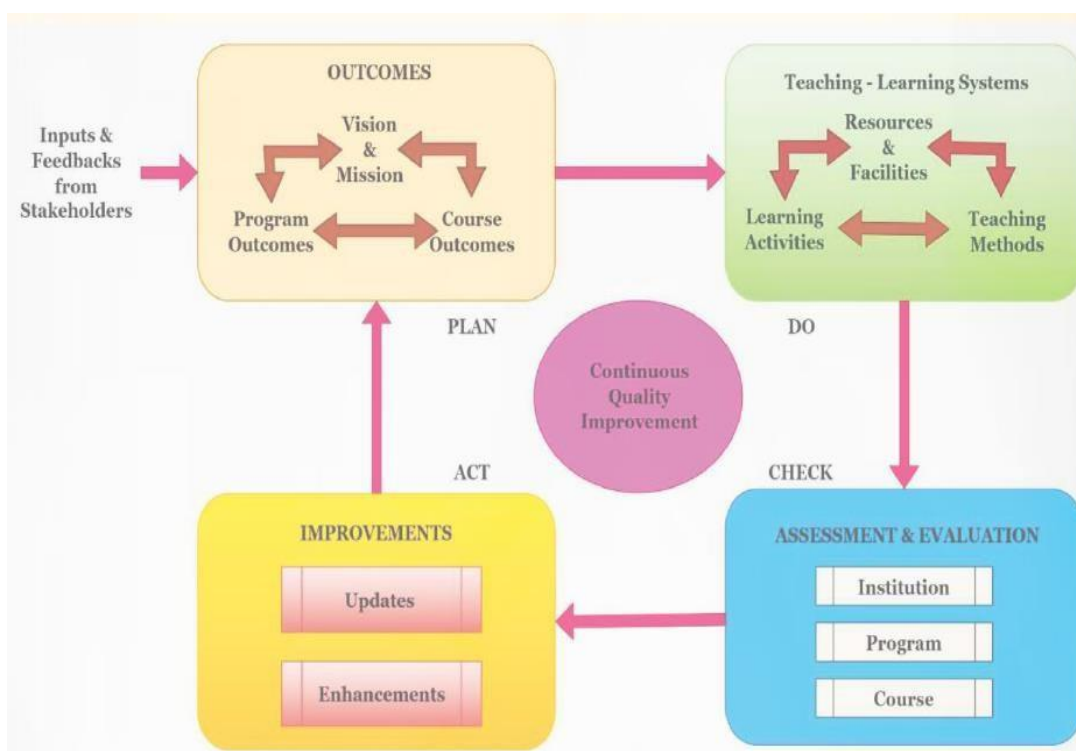 OUTCOMES
Vision
&
Mission
Program
Outcomes
Course
Outcomes
Inputs &
Feedbacks
from
Stakeholders
Teaching - Learning Systems
Resources
&
Facilities
Learning
Activities
Teaching
Methods
PLAN
DO
Continuous
Quality
Improvement
ACT
CHECK
IMPROVEMENTS
Updates
Enhancements
ASSESSMENT & EVALUATION
Institution
Program
Course